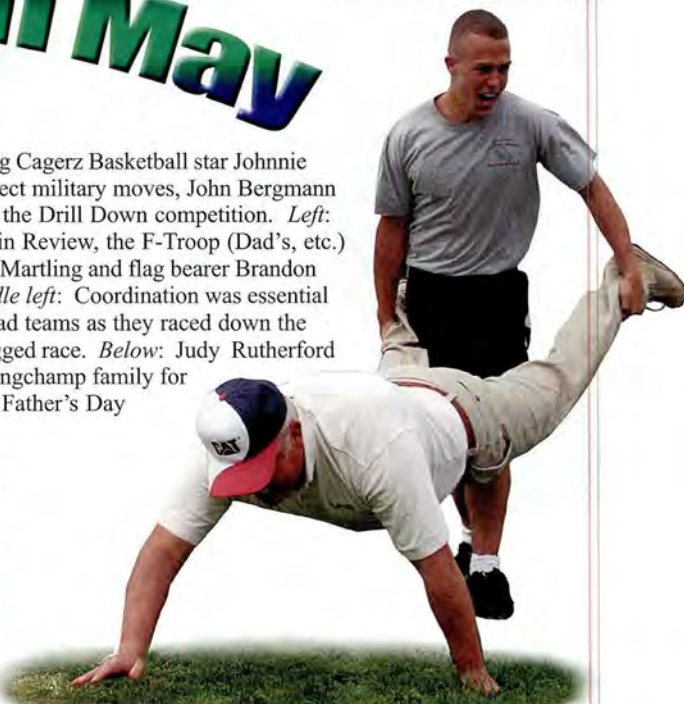 in May
g Cagerz Basketball star Johnnie
ect military moves, John Bergmann
the Drill Down competition. Left:
in Review, the F-Troop (Dad's, etc.)
Martling and flag bearer Brandon
lle left: Coordination was essential
ad teams as they raced down the
gged race. Below: Judy Rutherford
ngchamp family for
Father's Day
CAT